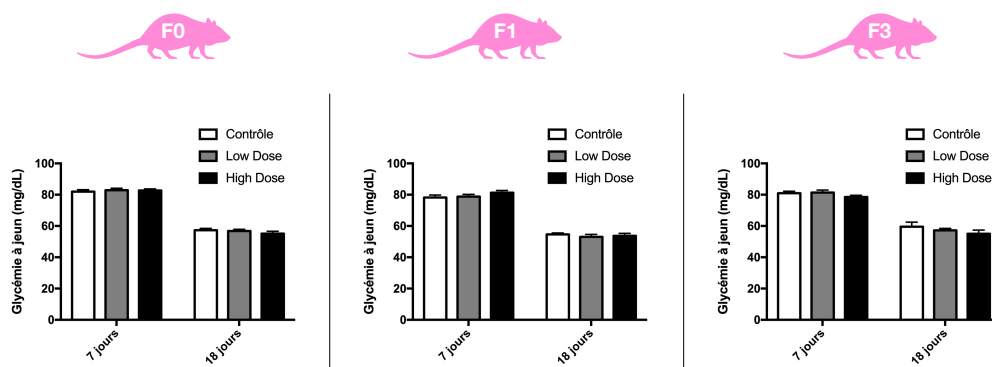 F0
F1
F3
Contrôle
Low Dose
High Dose
Glycémie à jeun (mg/dL)
100
80
60
40
20
0
7 jours
18 jours
Contrôle
Low Dose
High Dose
Glycémie à jeun (mg/dL)
100
80
60
40
20
0
7 jours
18 jours
Contrôle
Low Dose
High Dose
Glycémie à jeun (mg/dL)
100
80
60
40
20
0
7 jours
18 jours